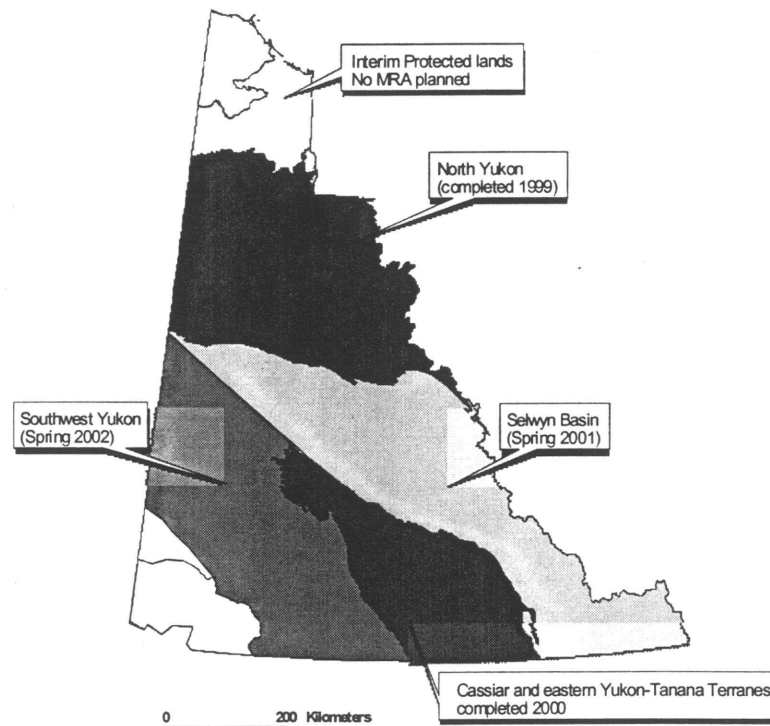 Interim Protected lands
No MRA planned
North Yukon
(completed 1999)
Southwest Yukon
(Spring 2002)
Selwyn Basin
(Spring 2001)
Cassiar and eastern Yukon-Tanana Terranes
completed 2000
0 200 Kilometers